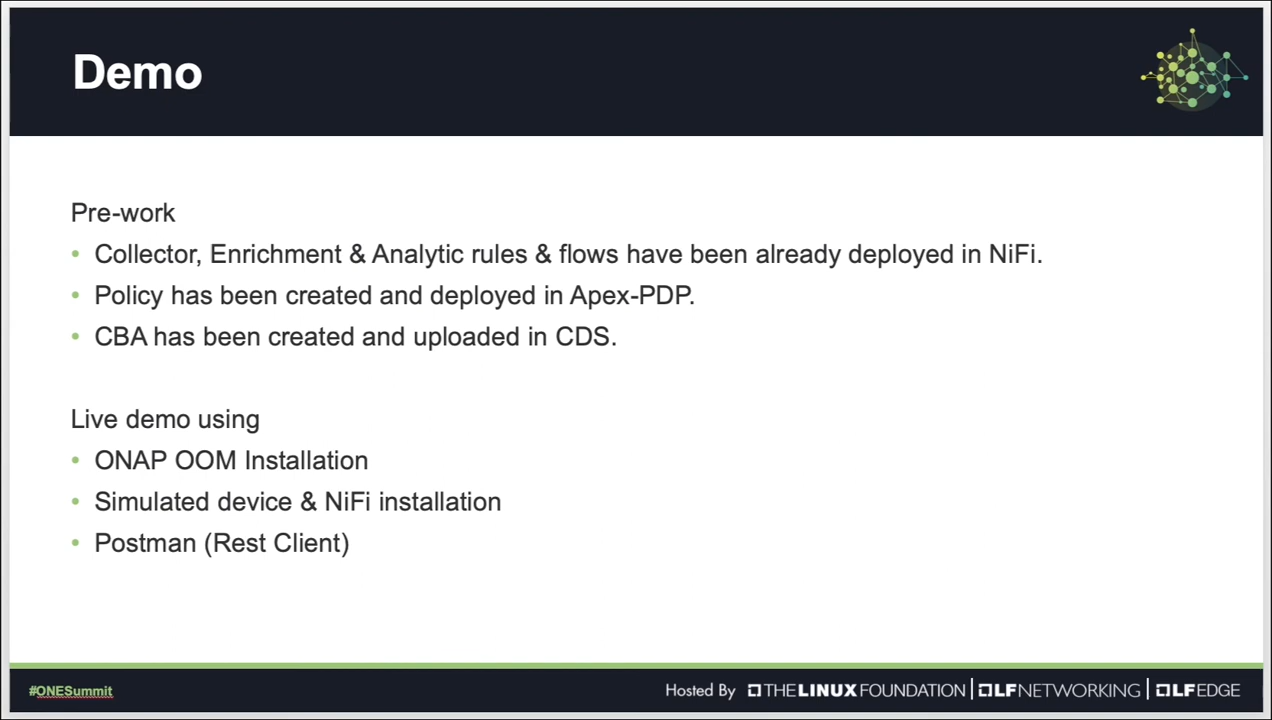 Demo
Pre-work
• Collector, Enrichment & Analytic rules & flows have been already deployed in NiFi.
• Policy has been created and deployed in Apex-PDP.
• CBA has been created and uploaded in CDS.
Live demo using
• ONAP OOM Installation
• Simulated device & NiFi installation
• Postman (Rest Client)
#ONESummit
Hosted By THE LINUX FOUNDATION | LF NETWORKING | LF EDGE